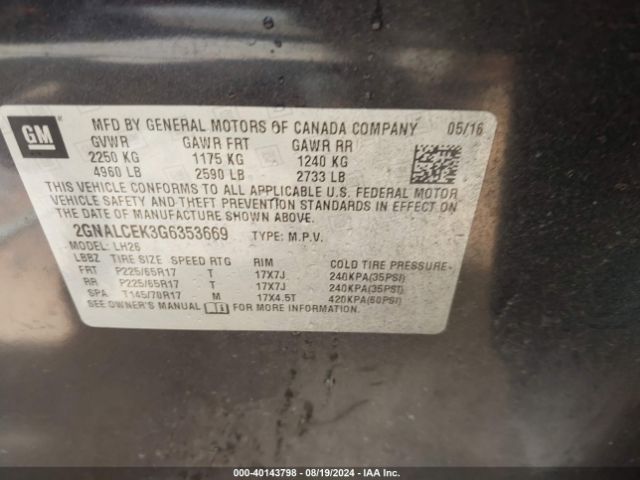 GM
MFD BY GENERAL MOTORS OF CANADA COMPANY 05/16
GVWR GAWR FRT GAWR RR
2250 KG 1175 KG 1240 KG
4960 LB 2590 LB 2733 LB
THIS VEHICLE CONFORMS TO ALL APPLICABLE U.S. FEDERAL MOTOR
VEHICLE SAFETY AND THEFT PREVENTION STANDARDS IN EFFECT ON
DATE OF MANUFACTURE SHOWN ABOVE.
2GNALCEK3G6353669 TYPE: M.P.V.
MODEL: LH26
LBBZ TIRE SIZE SPEED RTG RIM COLD TIRE PRESSURE
FRT P225/65R17 T 17X7J 240KPA(35PSI)
RR P225/65R17 T 17X7J 240KPA(35PSI)
SPA T145/70R17 M 17X4.5T 420KPA(60PSI)
SEE OWNER'S MANUAL FOR MORE INFORMATION.
000-40143798 - 08/19/2024 - IAA Inc.